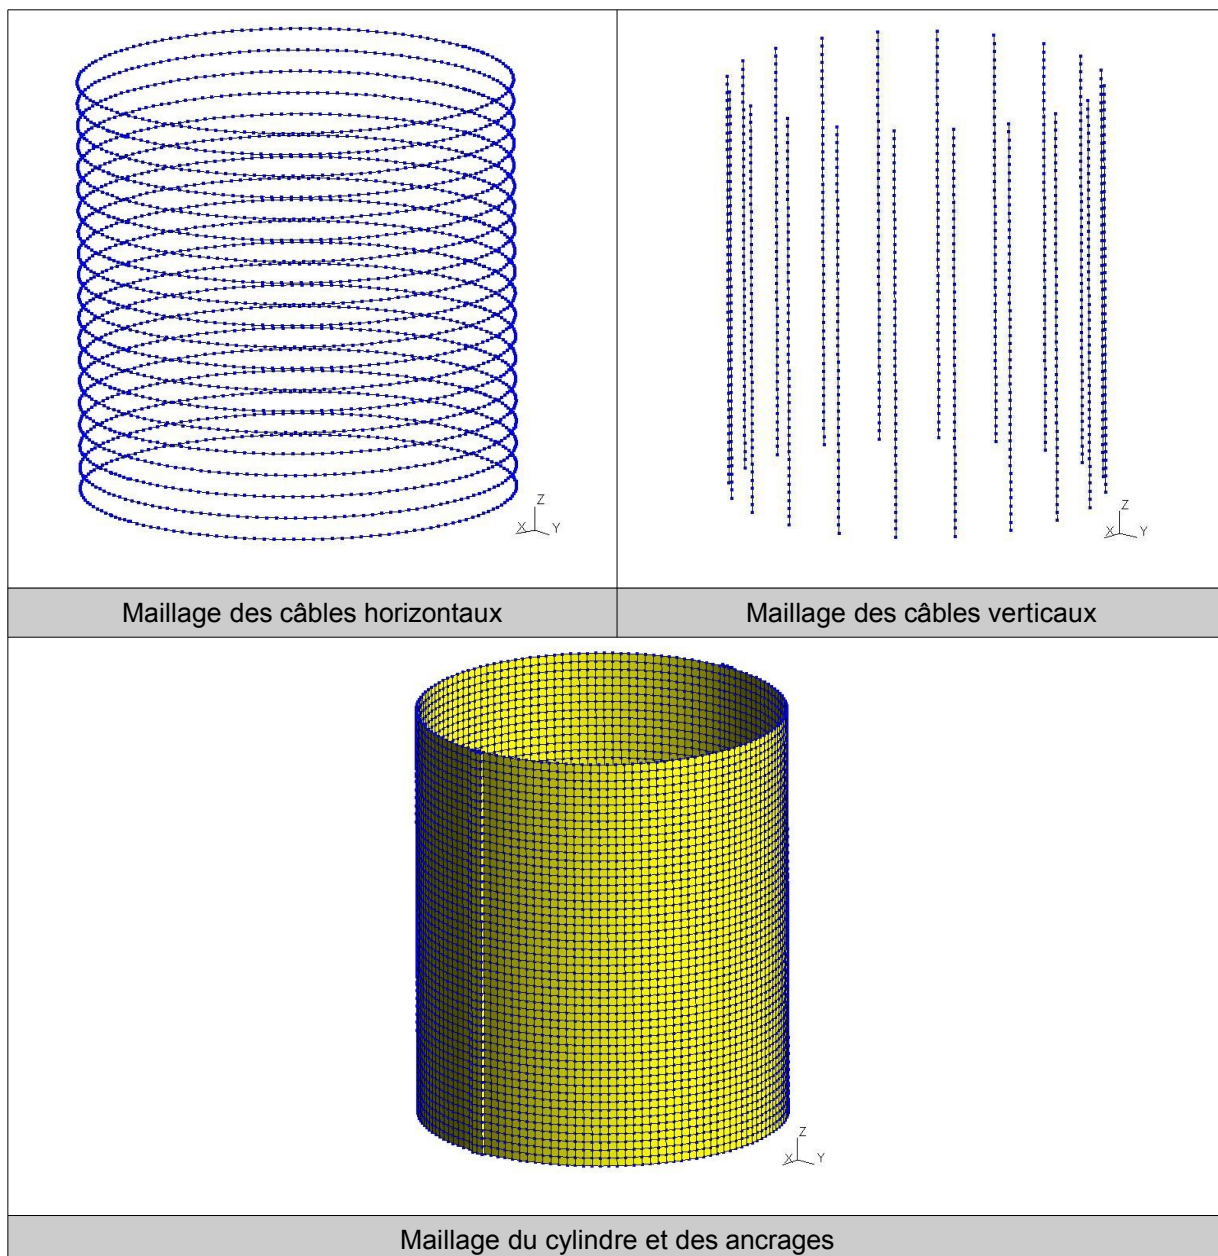 Z
X Y
Z
X Y
Maillage des câbles horizontaux
Maillage des câbles verticaux
Z
X Y
Maillage du cylindre et des ancrages